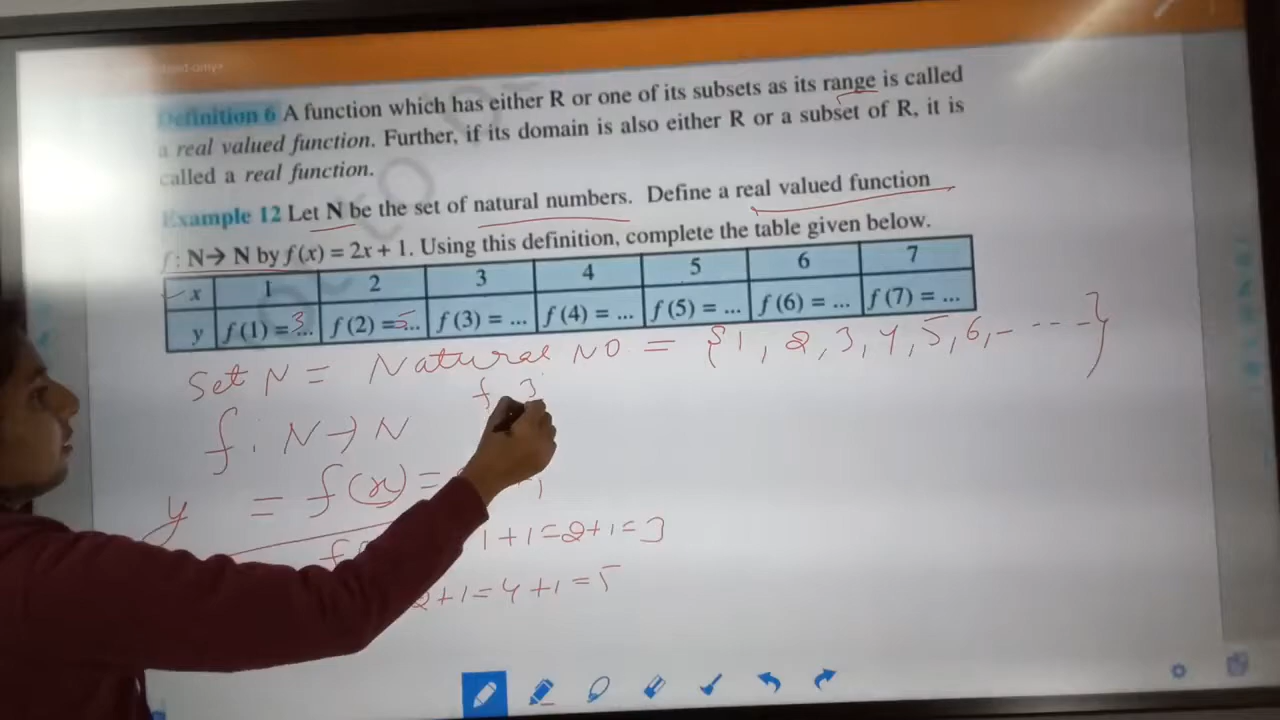 Definition 6 A function which has either R or one of its subsets as its range is called
a real valued function. Further, if its domain is also either R or a subset of R, it is
called a real function.
Example 12 Let N be the set of natural numbers. Define a real valued function
f : N→ N by f (x) = 2x + 1. Using this definition, complete the table given below.
x 1 2 3 4 5 6 7
y f (1) = 3... f (2) = 5... f (3) = ... f (4) = ... f (5) = ... f (6) = ... f (7) = ...
Set N = Natural NO = {1, 2, 3, 4, 5, 6, - - - - }
f 3
f : N → N
y = f(x) =
1+1=2+1=3
2+1=4+1=5